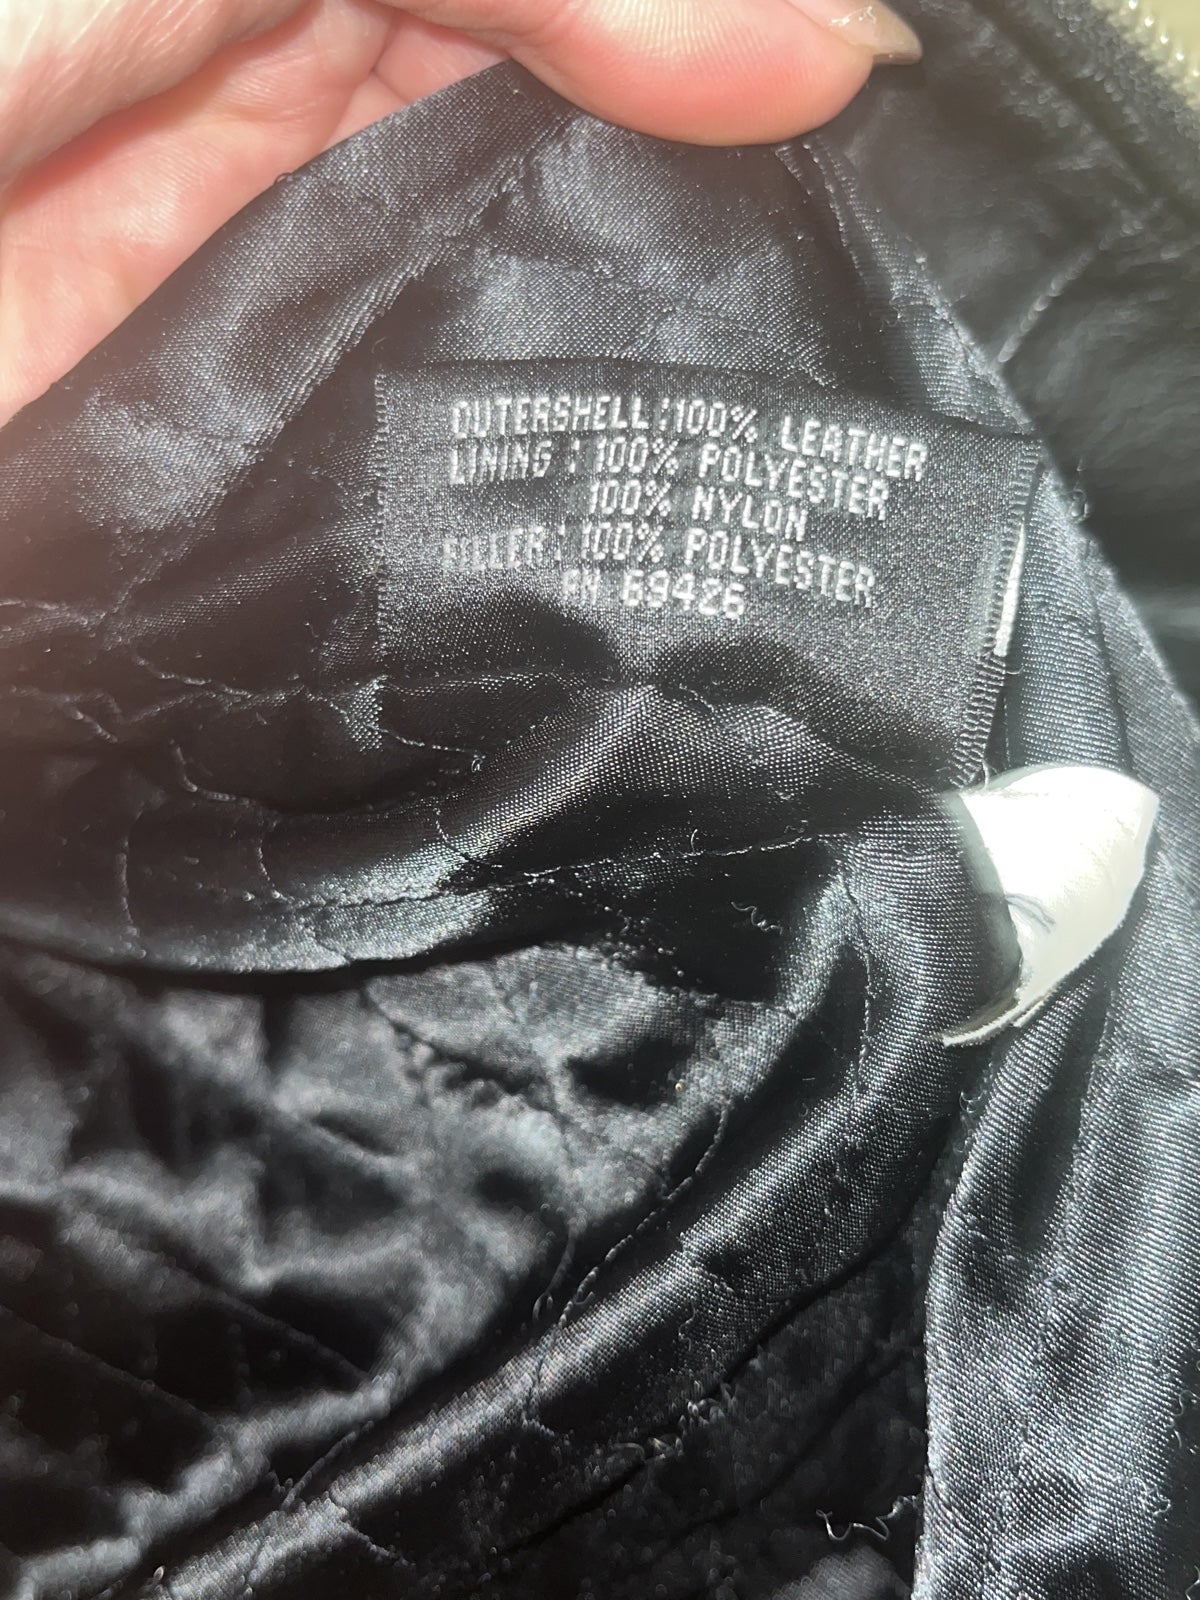 OUTERSHELL:100% LEATHER
LINING : 100% POLYESTER
100% NYLON
FILLER: 100% POLYESTER
RN 69426